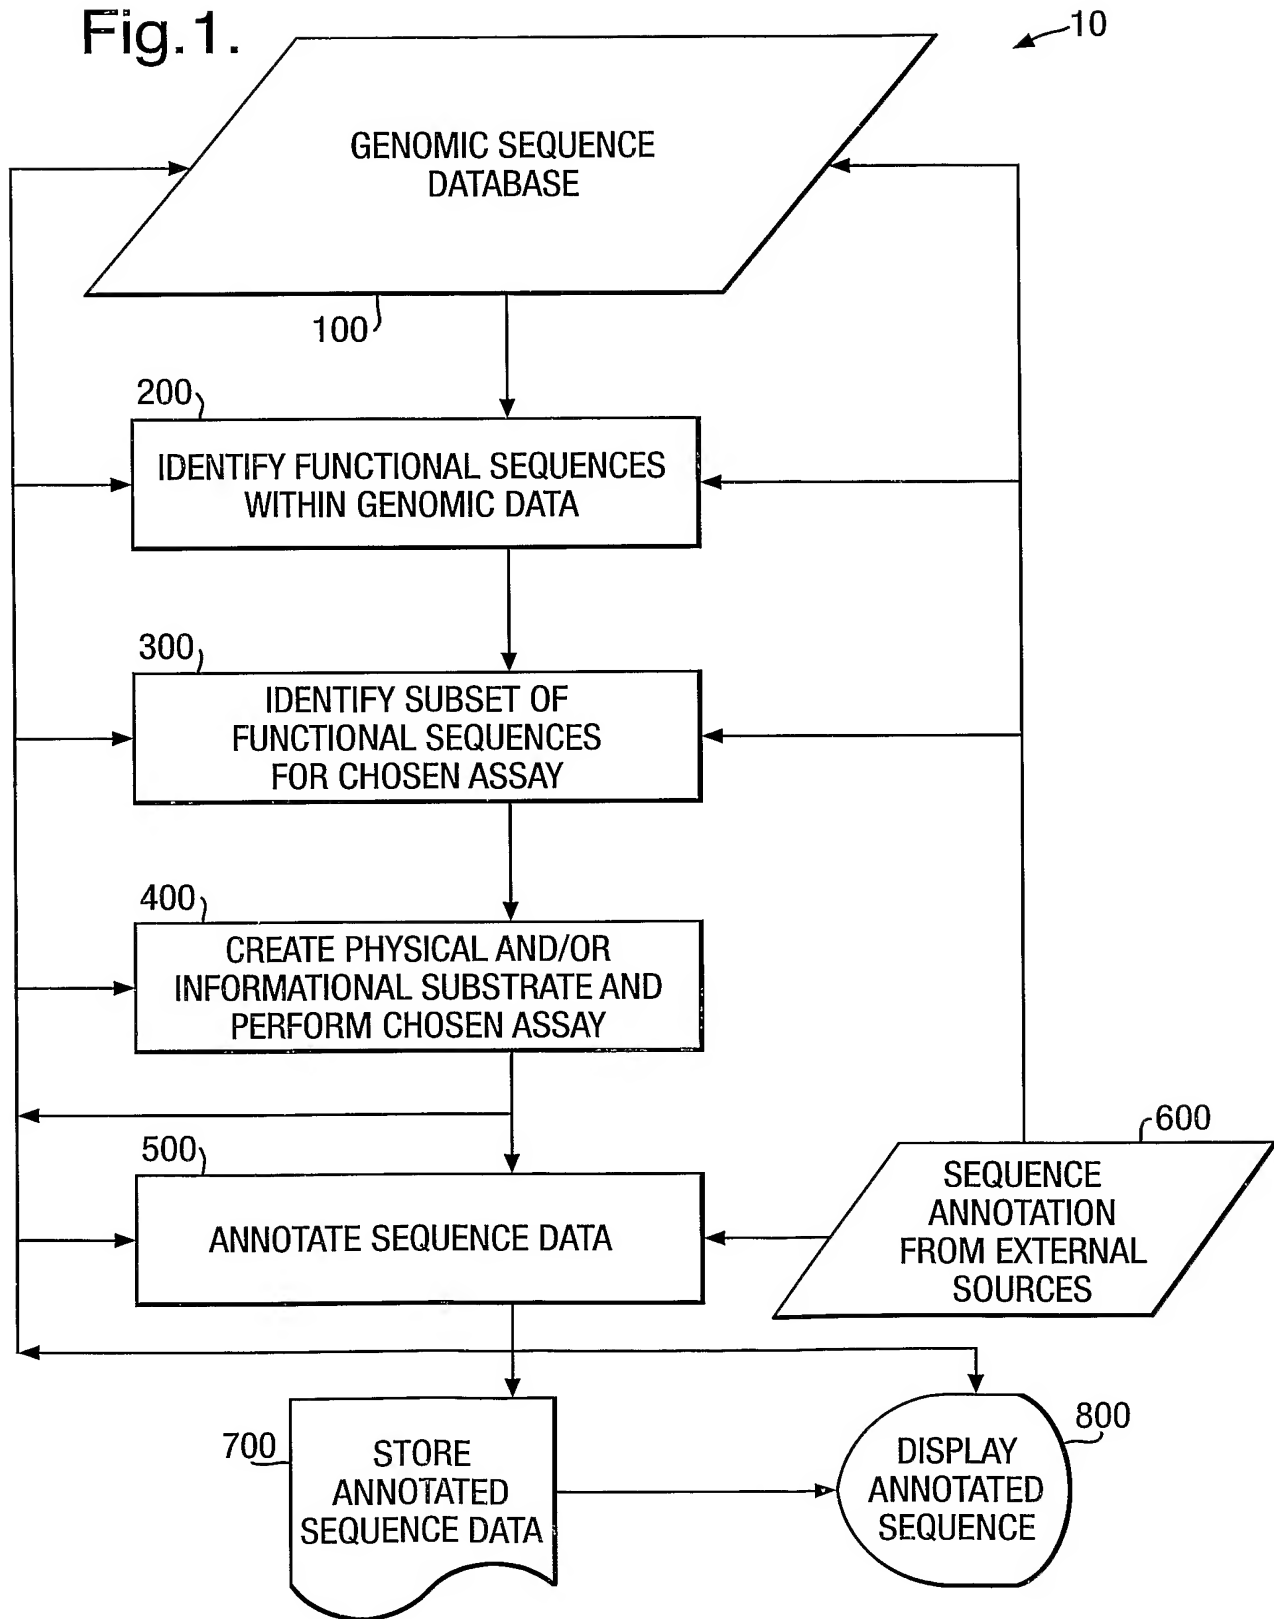 Fig.1.
10
GENOMIC SEQUENCE
DATABASE
100
200
IDENTIFY FUNCTIONAL SEQUENCES
WITHIN GENOMIC DATA
300
IDENTIFY SUBSET OF
FUNCTIONAL SEQUENCES
FOR CHOSEN ASSAY
400
CREATE PHYSICAL AND/OR
INFORMATIONAL SUBSTRATE AND
PERFORM CHOSEN ASSAY
500
ANNOTATE SEQUENCE DATA
600
SEQUENCE
ANNOTATION
FROM EXTERNAL
SOURCES
700
STORE
ANNOTATED
SEQUENCE DATA
800
DISPLAY
ANNOTATED
SEQUENCE